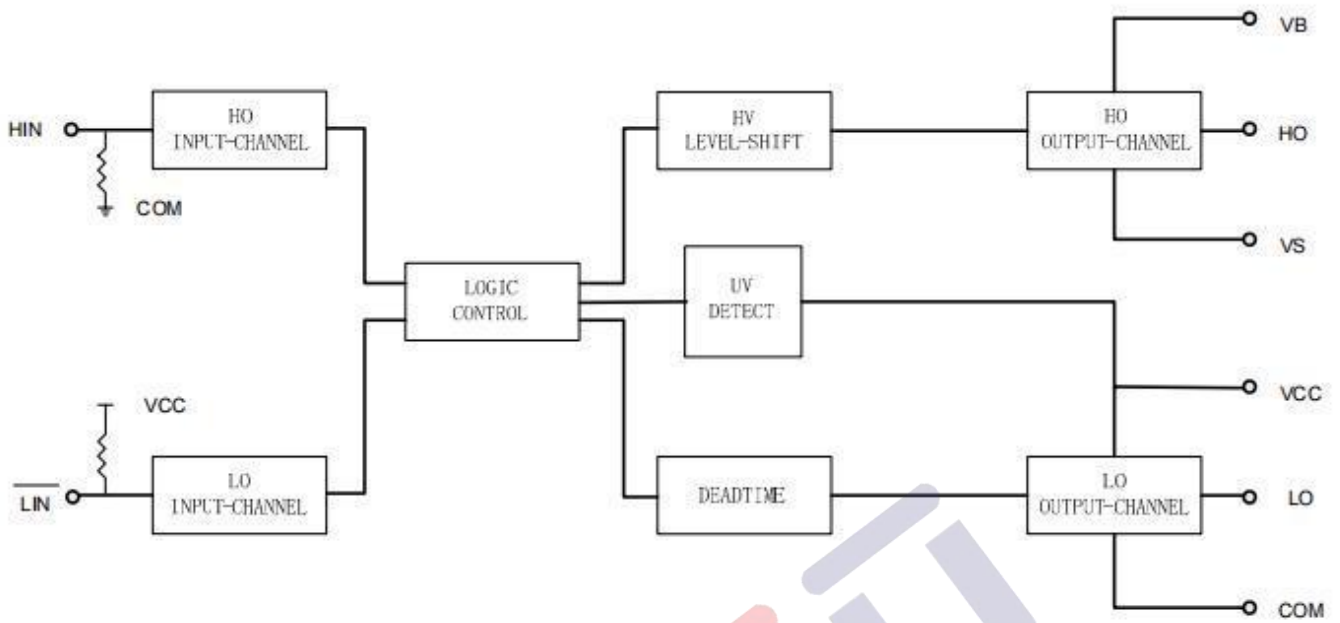 VB
HIN
HO
INPUT-CHANNEL
HV
LEVEL-SHIFT
HO
OUTPUT-CHANNEL
HO
COM
VS
LOGIC
CONTROL
UV
DETECT
VCC
VCC
LIN
LO
INPUT-CHANNEL
DEADTIME
LO
OUTPUT-CHANNEL
LO
COM